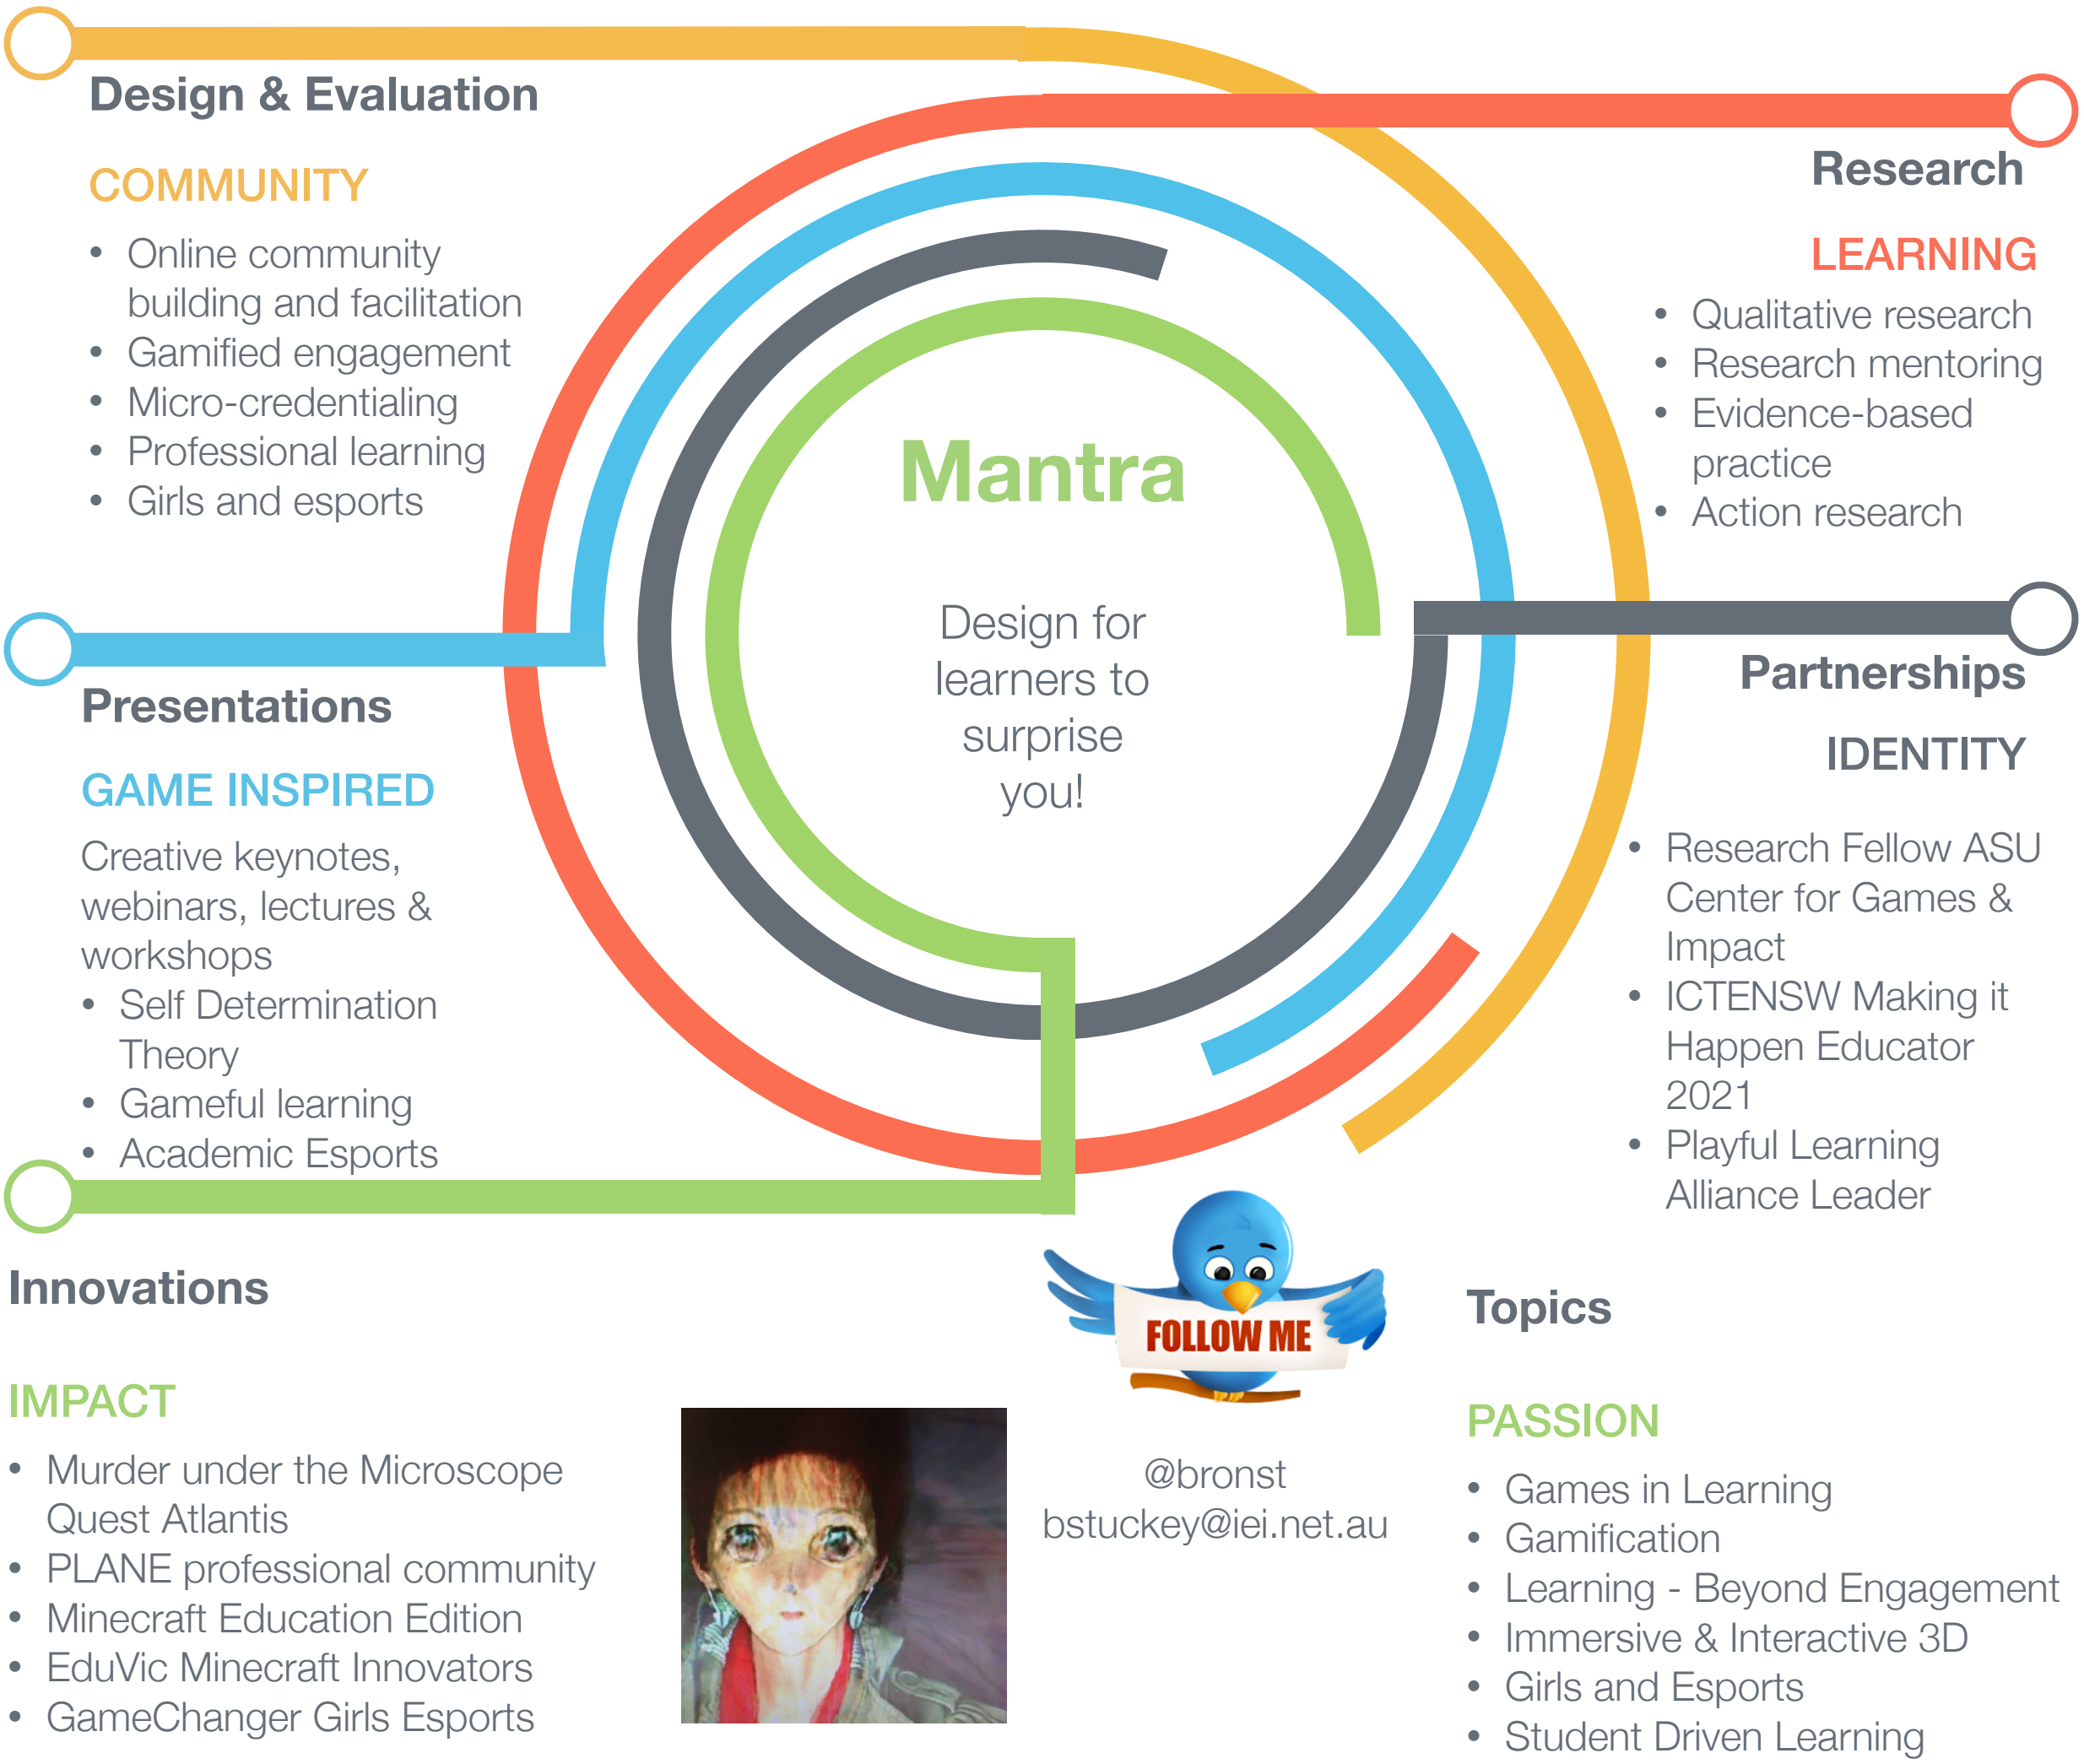 Design & Evaluation
COMMUNITY
• Online community
building and facilitation
• Gamified engagement
• Micro-credentialing
• Professional learning
• Girls and esports
Research
LEARNING
• Qualitative research
• Research mentoring
• Evidence-based
practice
• Action research
Mantra
Design for
learners to
surprise
you!
Presentations
GAME INSPIRED
Creative keynotes,
webinars, lectures &
workshops
• Self Determination
Theory
• Gameful learning
• Academic Esports
Partnerships
IDENTITY
• Research Fellow ASU
Center for Games &
Impact
• ICTENSW Making it
Happen Educator
2021
• Playful Learning
Alliance Leader
Innovations
IMPACT
• Murder under the Microscope
Quest Atlantis
• PLANE professional community
• Minecraft Education Edition
• EduVic Minecraft Innovators
• GameChanger Girls Esports
FOLLOW ME
@bronst
bstuckey@iei.net.au
Topics
PASSION
• Games in Learning
• Gamification
• Learning - Beyond Engagement
• Immersive & Interactive 3D
• Girls and Esports
• Student Driven Learning